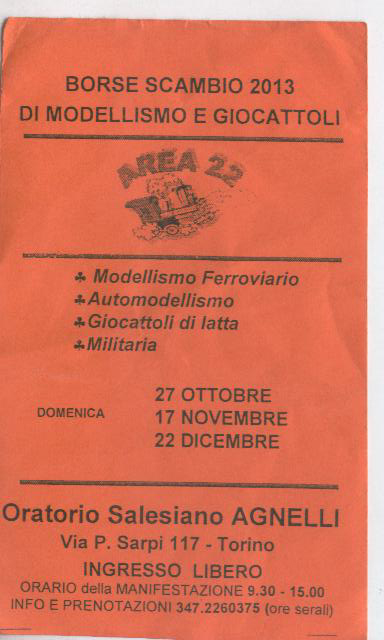 BORSE SCAMBIO 2013
DI MODELLISMO E GIOCATTOLI
AREA 22
♣ Modellismo Ferroviario
♣Automodellismo
♣Giocattoli di latta
♣Militaria
27 OTTOBRE
DOMENICA 17 NOVEMBRE
22 DICEMBRE
Oratorio Salesiano AGNELLI
Via P. Sarpi 117 - Torino
INGRESSO LIBERO
ORARIO della MANIFESTAZIONE 9.30 - 15.00
INFO E PRENOTAZIONI 347.2260375 (ore serali)